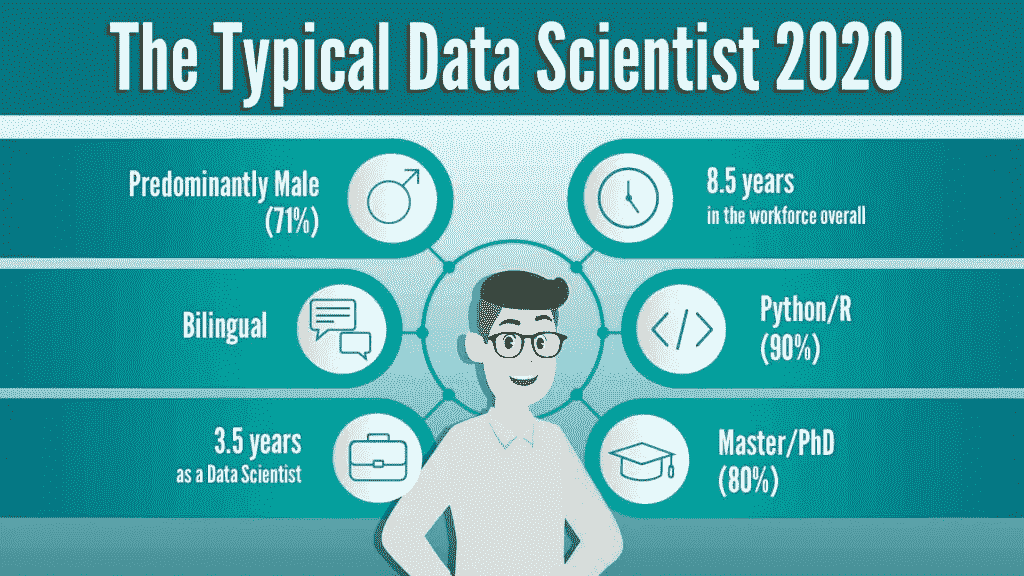 The Typical Data Scientist 2020
Predominantly Male
(71%)
8.5 years
in the workforce overall
Bilingual
Python/R
(90%)
3.5 years
as a Data Scientist
Master/PhD
(80%)